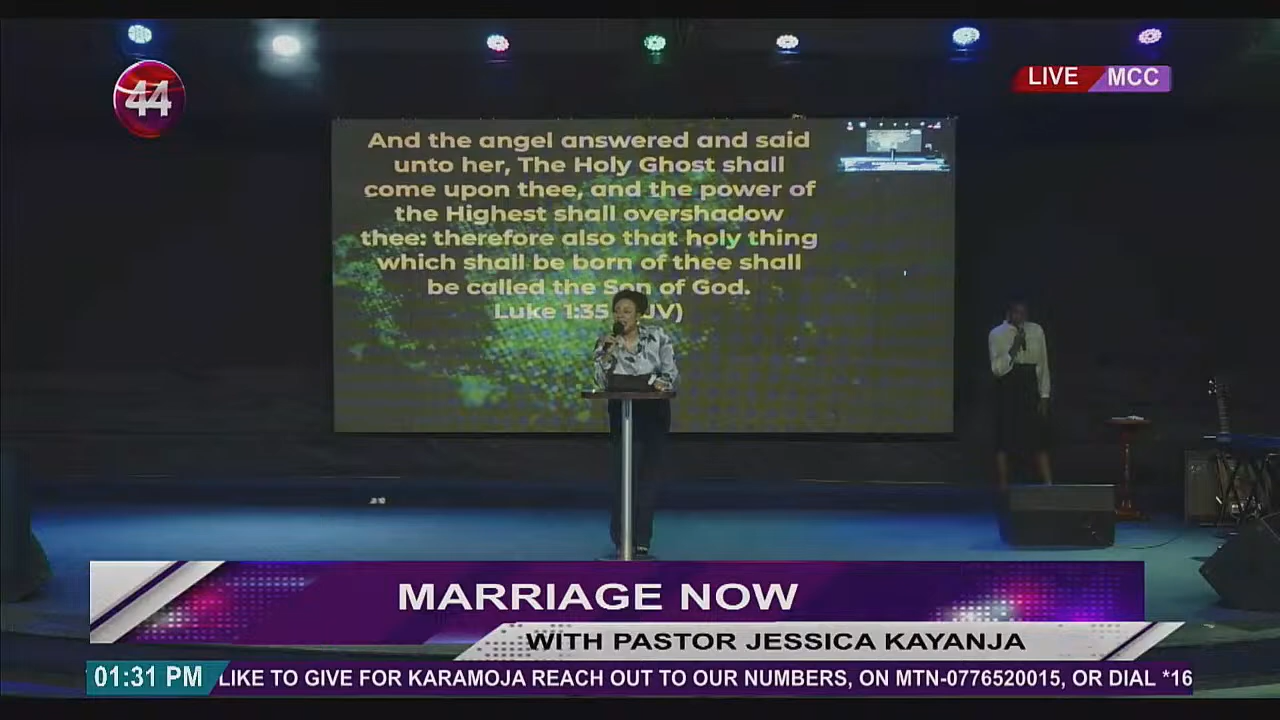 44
LIVE MCC
And the angel answered and said
unto her, The Holy Ghost shall
come upon thee, and the power of
the Highest shall overshadow
thee: therefore also that holy thing
which shall be born of thee shall
be called the Son of God.
Luke 1:35 JV)
MARRIAGE NOW
WITH PASTOR JESSICA KAYANJA
01:31 PM LIKE TO GIVE FOR KARAMOJA REACH OUT TO OUR NUMBERS, ON MTN-0776520015, OR DIAL *16